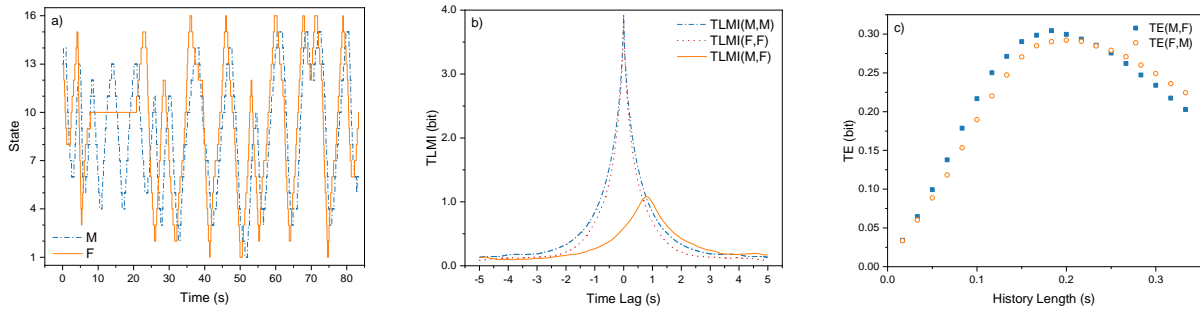 a)
State
16
13
10
7
4
1
M
F
0
10
20
30
40
50
60
70
80
Time (s)
b)
TLMI (bit)
4.0
3.0
2.0
1.0
0.0
TLMI(M,M)
TLMI(F,F)
TLMI(M,F)
-5
-4
-3
-2
-1
0
1
2
3
4
5
Time Lag (s)
c)
TE (bit)
0.30
0.25
0.20
0.15
0.10
0.05
0.00
TE(M,F)
TE(F,M)
0.0
0.1
0.2
0.3
History Length (s)